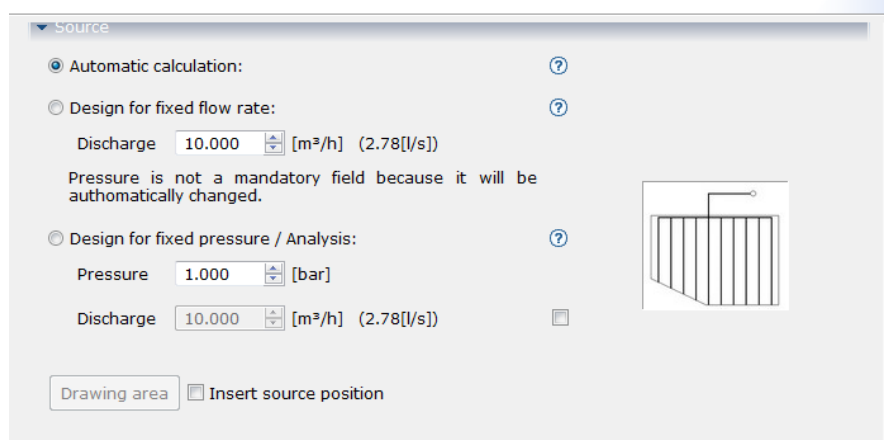 Source
Automatic calculation:
?
Design for fixed flow rate:
?
Discharge 10.000 [m³/h] (2.78[l/s])
Pressure is not a mandatory field because it will be
authomatically changed.
Design for fixed pressure / Analysis:
?
Pressure 1.000 [bar]
Discharge 10.000 [m³/h] (2.78[l/s])
Drawing area Insert source position